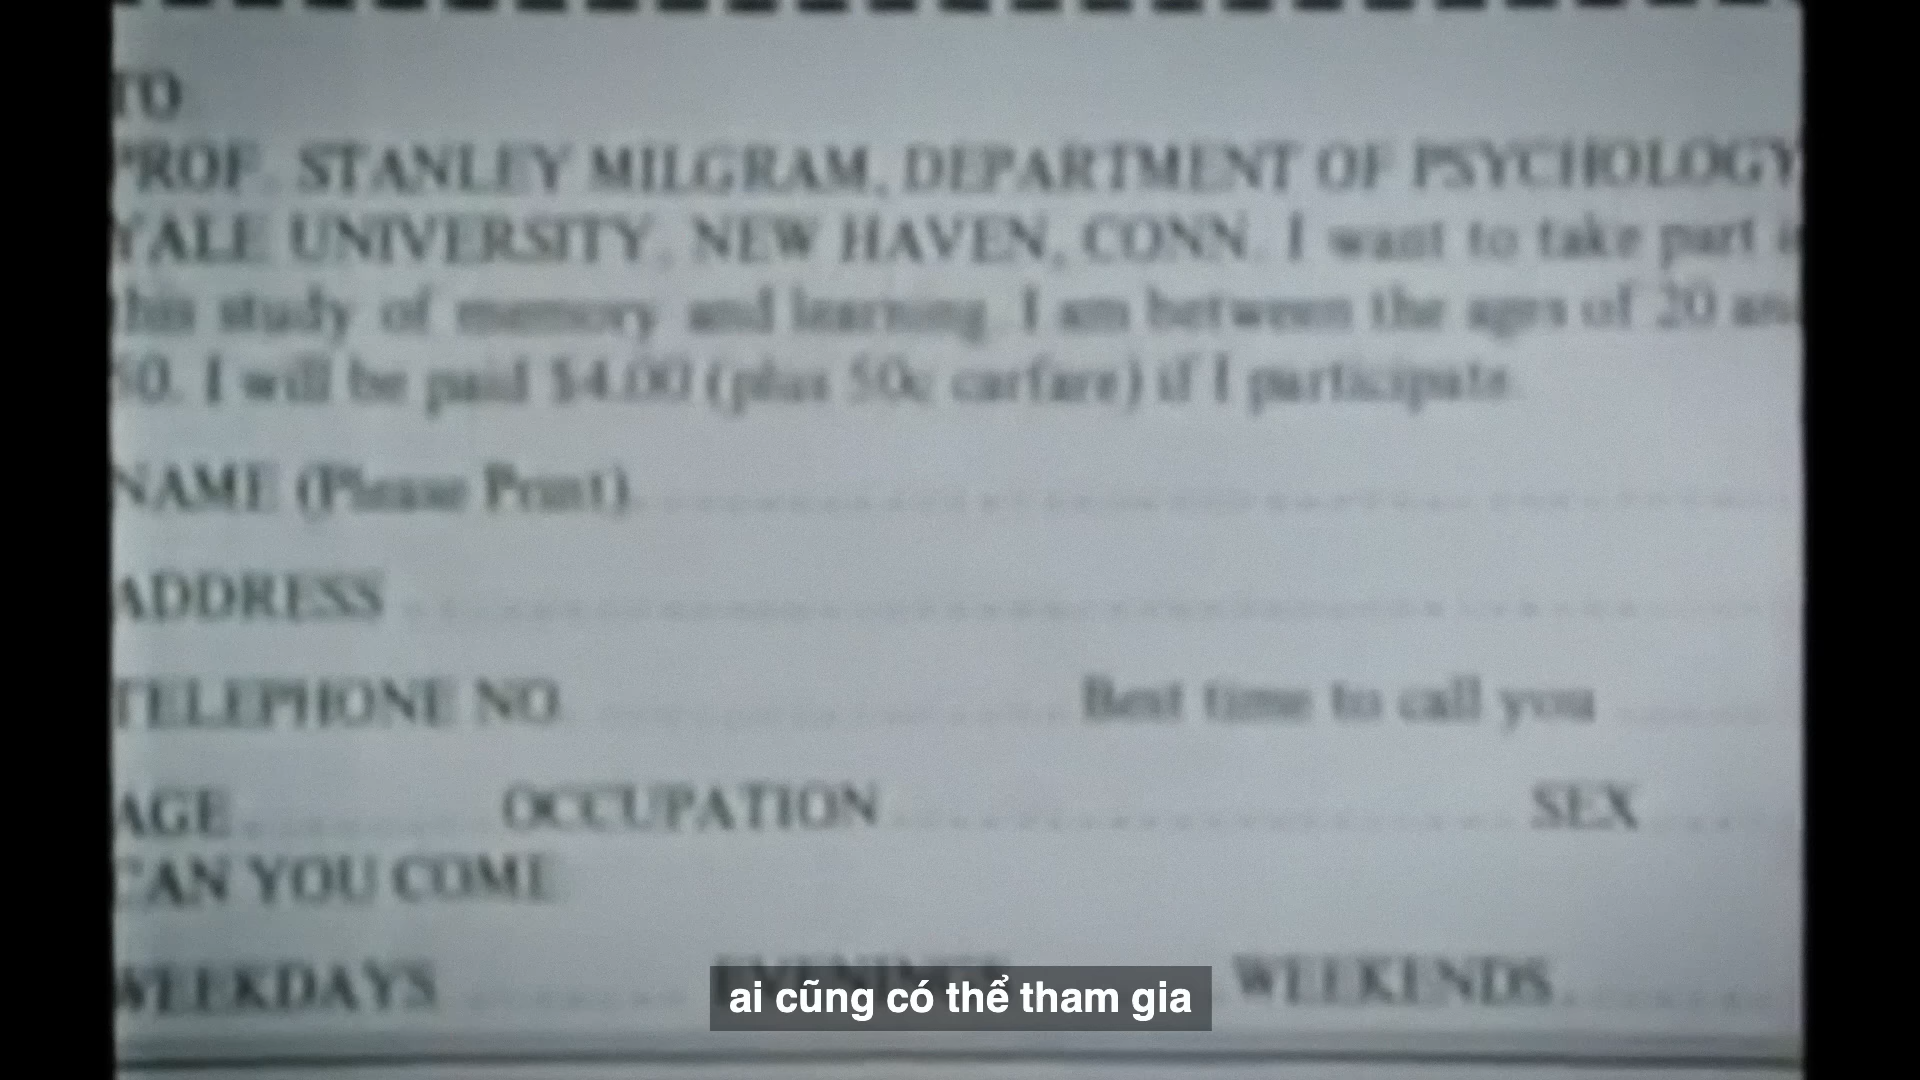 TO
PROF. STANLEY MILGRAM, DEPARTMENT OF PSYCHOLOGY,
YALE UNIVERSITY, NEW HAVEN, CONN. I want to take part in
this study of memory and learning. I am between the ages of 20 and
50. I will be paid $4.00 (plus 50c carfare) if I participate.
NAME (Please Print)
ADDRESS
TELEPHONE NO. Best time to call you
AGE OCCUPATION SEX
CAN YOU COME
WEEKDAYS EVENINGS WEEKENDS
ai cũng có thể tham gia